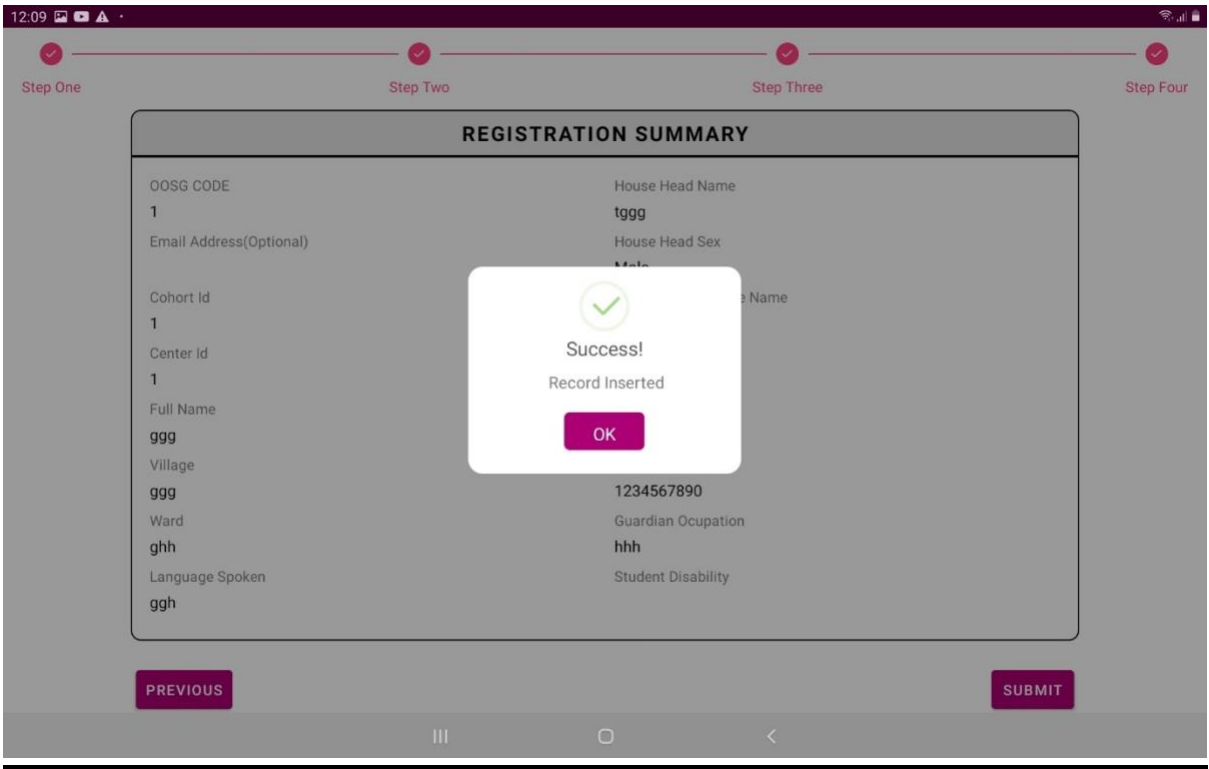 12:09
Step One Step Two Step Three Step Four
REGISTRATION SUMMARY
OOSG CODE
1
Email Address(Optional)
Cohort Id
1
Center Id
1
Full Name
ggg
Village
ggg
Ward
ghh
Language Spoken
ggh
House Head Name
tggg
House Head Sex
Name
1234567890
Guardian Ocupation
hhh
Student Disability
Success!
Record Inserted
OK
PREVIOUS
SUBMIT